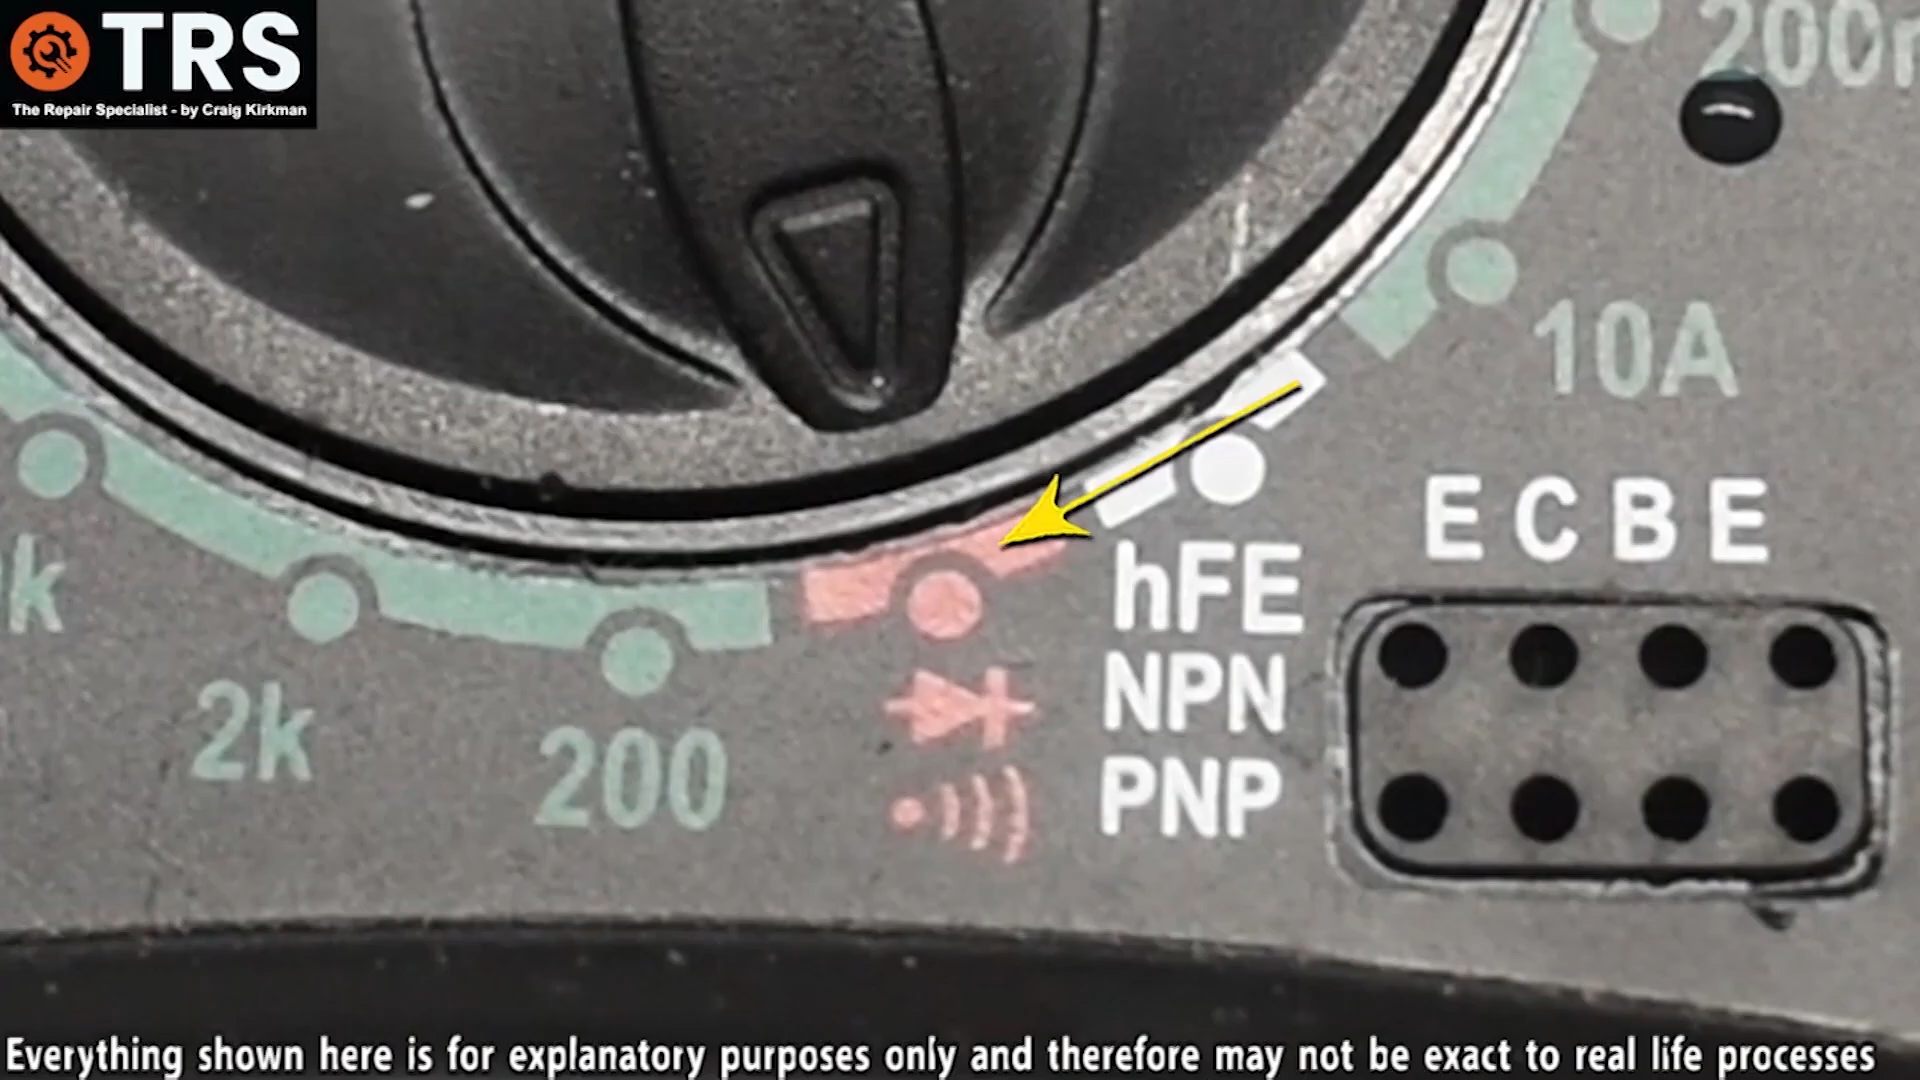 TRS
The Repair Specialist - by Craig Kirkman
10A
E C B E
hFE
NPN
PNP
2k
200
Everything shown here is for explanatory purposes only and therefore may not be exact to real life processes